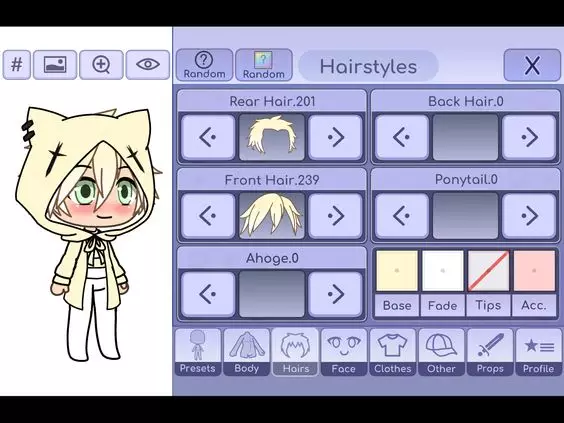 #
?
?
Random
Random
Hairstyles
X
Rear Hair.201
Back Hair.0
Front Hair.239
Ponytail.0
Ahoge.0
Base
Fade
Tips
Acc.
Presets
Body
Hairs
Face
Clothes
Other
Props
Profile